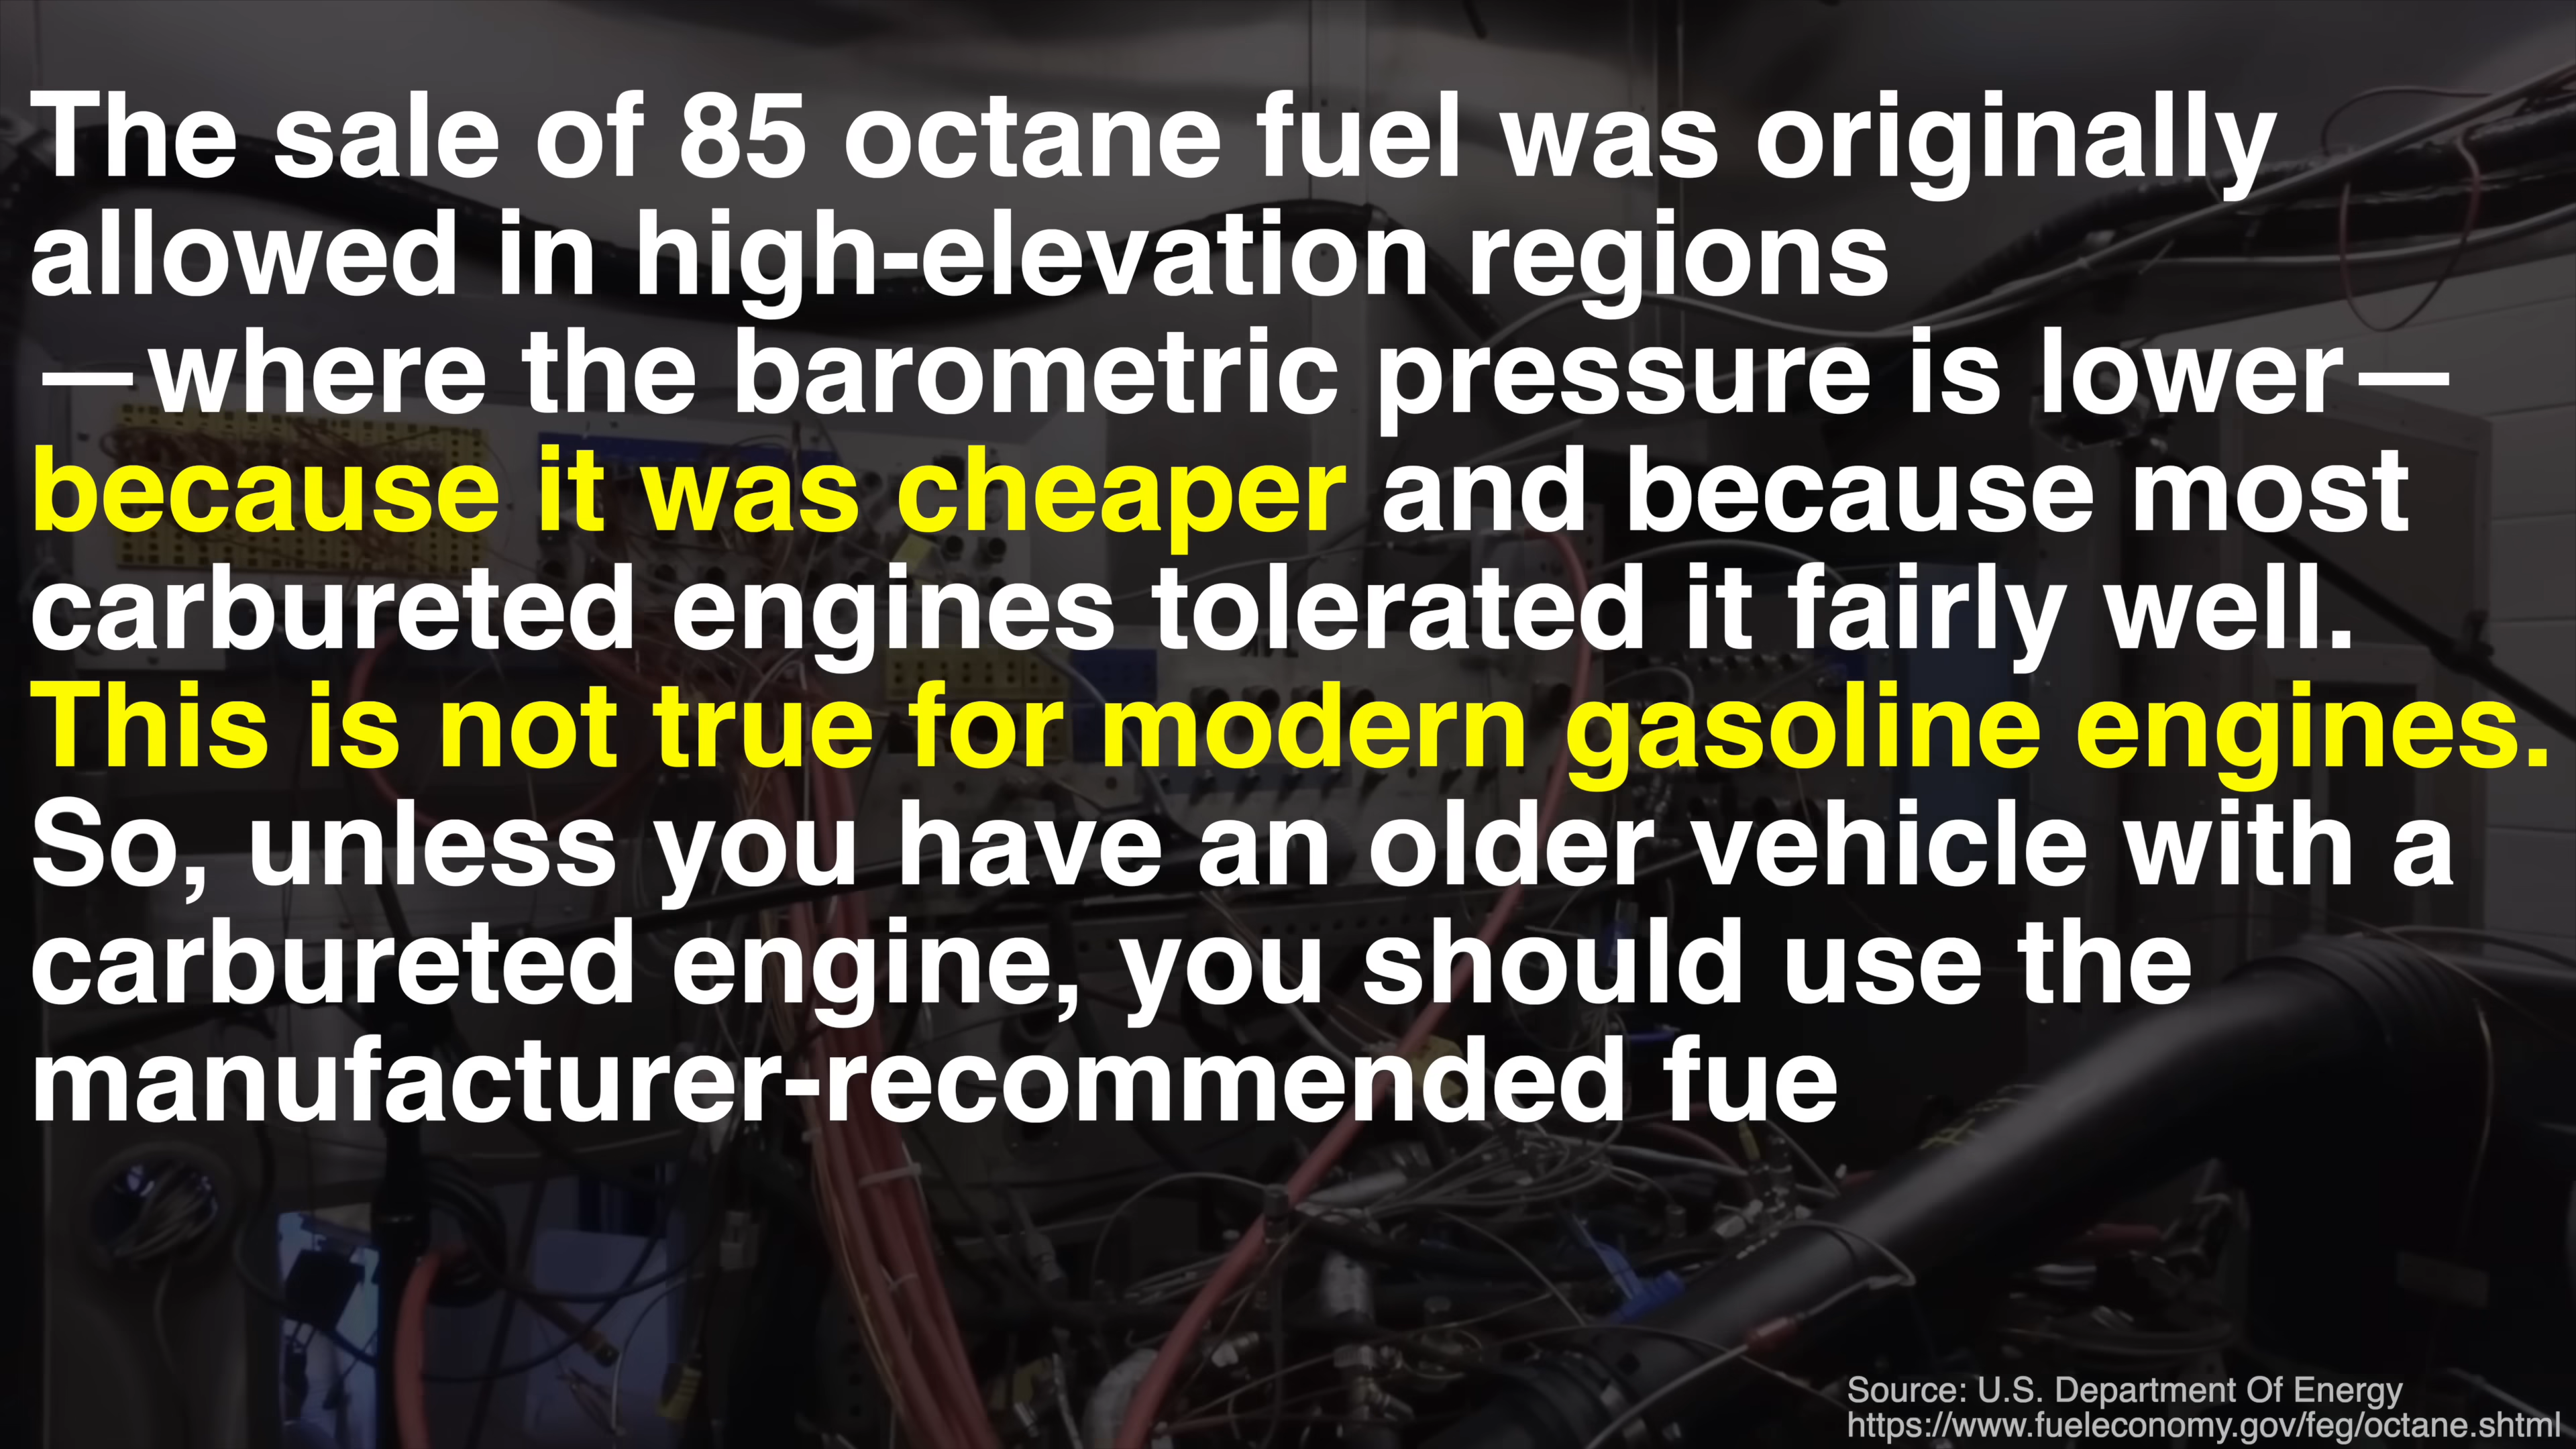 The sale of 85 octane fuel was originally
allowed in high-elevation regions
—where the barometric pressure is lower—
because it was cheaper and because most
carbureted engines tolerated it fairly well.
This is not true for modern gasoline engines.
So, unless you have an older vehicle with a
carbureted engine, you should use the
manufacturer-recommended fue
Source: U.S. Department Of Energy
https://www.fueleconomy.gov/feg/octane.shtml